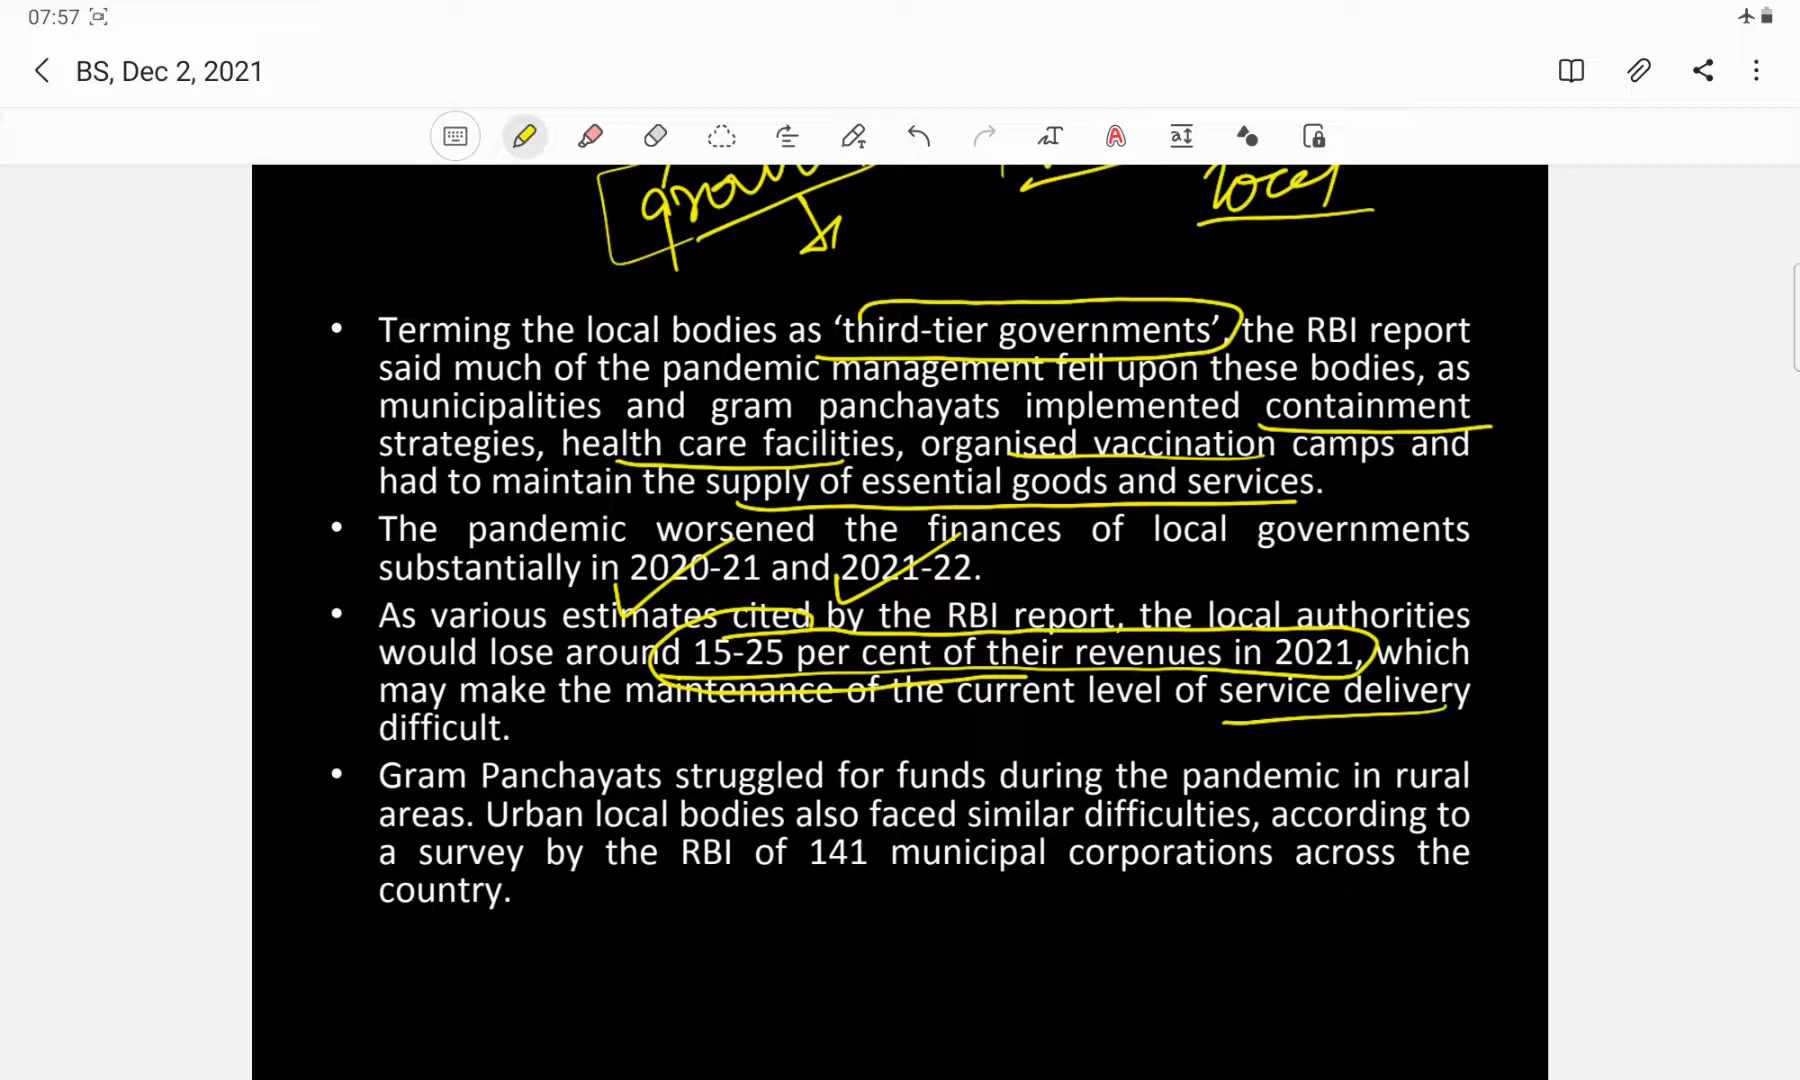 07:57
BS, Dec 2, 2021
local
• Terming the local bodies as ‘third-tier governments’, the RBI report
said much of the pandemic management fell upon these bodies, as
municipalities and gram panchayats implemented containment
strategies, health care facilities, organised vaccination camps and
had to maintain the supply of essential goods and services.
• The pandemic worsened the finances of local governments
substantially in 2020-21 and 2021-22.
• As various estimates cited by the RBI report, the local authorities
would lose around 15-25 per cent of their revenues in 2021, which
may make the maintenance of the current level of service delivery
difficult.
• Gram Panchayats struggled for funds during the pandemic in rural
areas. Urban local bodies also faced similar difficulties, according to
a survey by the RBI of 141 municipal corporations across the
country.